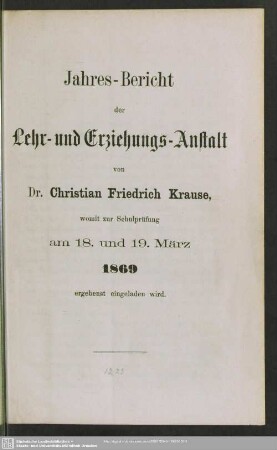 Jahres-Bericht
der
Lehr- und Erziehungs-Anstalt
von
Dr. Christian Friedrich Krause,
womit zur Schulprüfung
am 18. und 19. März
1869
ergebenst eingeladen wird.